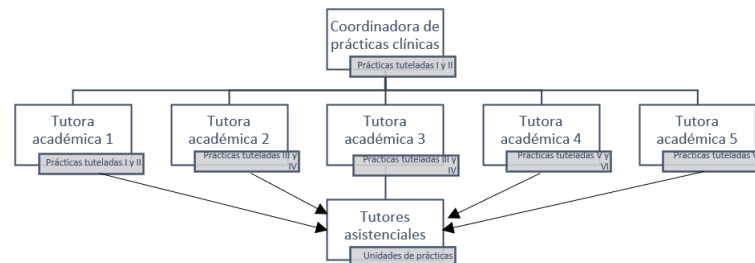 Coordinadora de
prácticas clínicas
Prácticas tuteladas I y II
Tutora
académica 1
Prácticas tuteladas I y II
Tutora
académica 2
Prácticas tuteladas III y
IV
Tutora
académica 3
Prácticas tuteladas III y
IV
Tutora
académica 4
Prácticas tuteladas V y
VI
Tutora
académica 5
Prácticas tuteladas V
Tutores
asistenciales
Unidades de prácticas